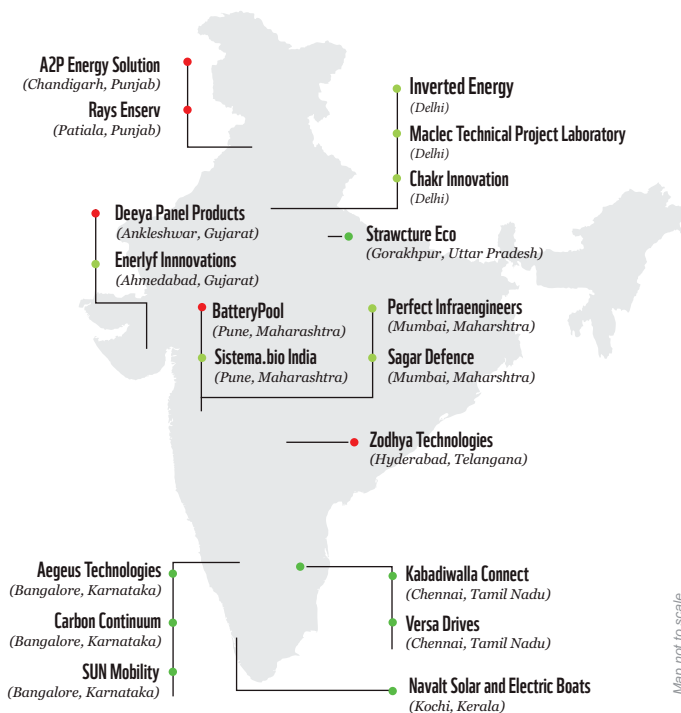 A2P Energy Solution
(Chandigarh, Punjab)
Rays Enserv
(Patiala, Punjab)
Inverted Energy
(Delhi)
Maclec Technical Project Laboratory
(Delhi)
Chakr Innovation
(Delhi)
Deeya Panel Products
(Ankleshwar, Gujarat)
Enerlyf Innnovations
(Ahmedabad, Gujarat)
Strawcture Eco
(Gorakhpur, Uttar Pradesh)
BatteryPool
(Pune, Maharashtra)
Sistema.bio India
(Pune, Maharashtra)
Perfect Infraengineers
(Mumbai, Maharshtra)
Sagar Defence
(Mumbai, Maharshtra)
Zodhya Technologies
(Hyderabad, Telangana)
Aegeus Technologies
(Bangalore, Karnataka)
Carbon Continuum
(Bangalore, Karnataka)
SUN Mobility
(Bangalore, Karnataka)
Kabadiwalla Connect
(Chennai, Tamil Nadu)
Versa Drives
(Chennai, Tamil Nadu)
Navalt Solar and Electric Boats
(Kochi, Kerala)
Map not to scale